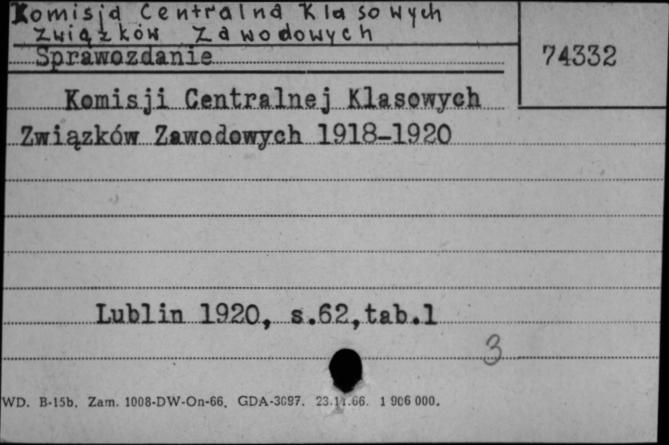 Komisja Centralna Klasowych
Związków Zawodowych
Sprawozdanie
74332
Komisji Centralnej Klasowych
Związków Zawodowych 1918-1920
Lublin 1920, s.62,tab.1
3
WD. B-15b. Zam. 1008-DW-On-66. GDA-3097. 23.11.66. 1 906 000.